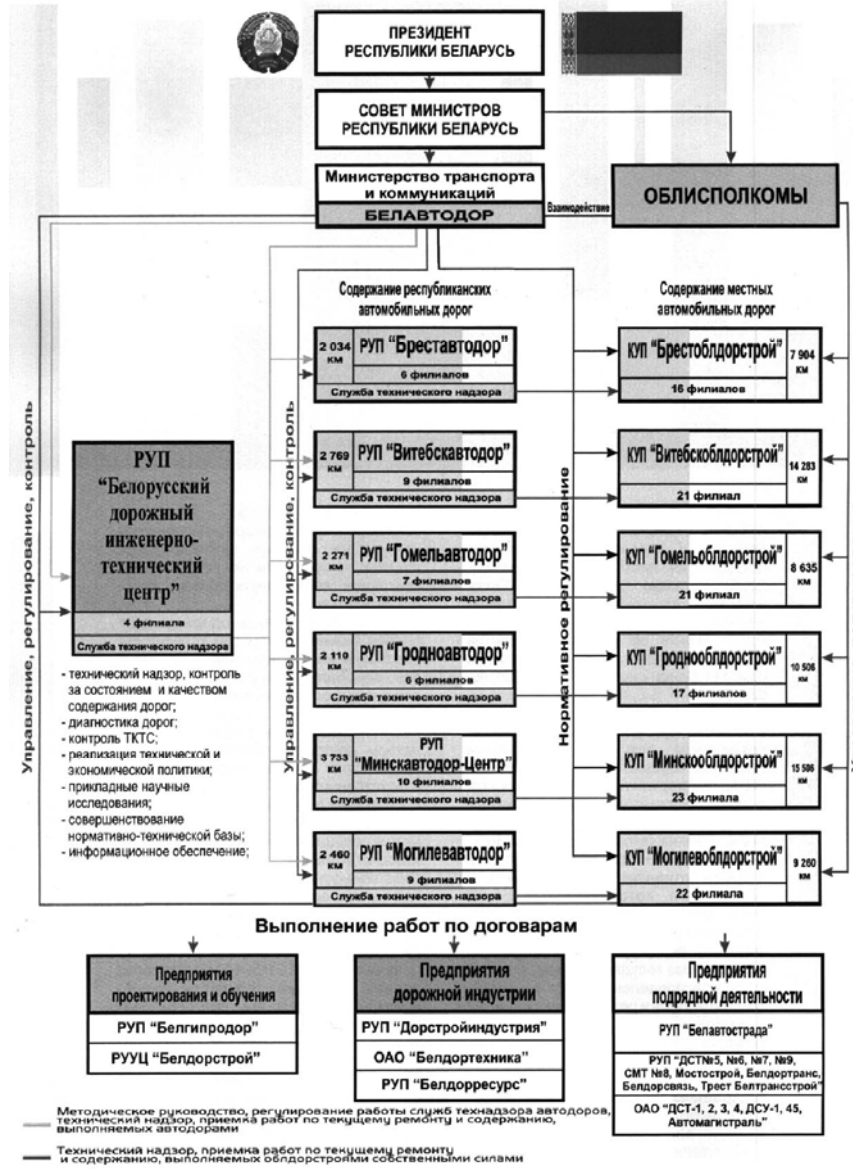 ПРЕЗИДЕНТ
РЕСПУБЛИКИ БЕЛАРУСЬ
СОВЕТ МИНИСТРОВ
РЕСПУБЛИКИ БЕЛАРУСЬ
Министерство транспорта
и коммуникаций
БЕЛАВТОДОР
Взаимодействие
ОБЛИСПОЛКОМЫ
Управление, регулирование, контроль
РУП
"Белорусский
дорожный
инженерно-
технический
центр"
4 филиала
Служба технического надзора
- технический надзор, контроль
за состоянием и качеством
содержания дорог;
- диагностика дорог;
- контроль ТКТС;
- реализация технической и
экономической политики;
- прикладные научные
исследования;
- совершенствование
нормативно-технической базы;
- информационное обеспечение;
Управление, регулирование, контроль
Содержание республиканских
автомобильных дорог
2 034
км
РУП "Бреставтодор"
6 филиалов
Служба технического надзора
2 769
км
РУП "Витебскавтодор"
9 филиалов
Служба технического надзора
2 271
км
РУП "Гомельавтодор"
7 филиалов
Служба технического надзора
2 110
км
РУП "Гродноавтодор"
6 филиалов
Служба технического надзора
3 733
км
РУП
"Минскавтодор-Центр"
10 филиалов
Служба технического надзора
2 460
км
РУП "Могилевавтодор"
9 филиалов
Служба технического надзора
Нормативное регулирование
Содержание местных
автомобильных дорог
КУП "Брестоблдорстрой"
7 904
км
16 филиалов
КУП "Витебскоблдорстрой"
14 283
км
21 филиал
КУП "Гомельоблдорстрой"
8 635
км
21 филиал
КУП "Гроднооблдорстрой"
10 506
км
17 филиалов
КУП "Минскооблдорстрой"
15 506
км
23 филиала
КУП "Могилевоблдорстрой"
9 260
км
22 филиала
Выполнение работ по договарам
Предприятия
проектирования и обучения
РУП "Белгипродор"
РУУЦ "Белдорстрой"
Предприятия
дорожной индустрии
РУП "Дорстройиндустрия"
ОАО "Белдортехника"
РУП "Белдорресурс"
Предприятия
подрядной деятельности
РУП "Белавтострада"
РУП "ДСТ№5, №6, №7, №9,
СМТ №8, Мостострой, Белдортранс,
Белдорсвязь, Трест Белтрансстрой"
ОАО "ДСТ-1, 2, 3, 4, ДСУ-1, 45,
Автомагистраль"
Методическое руководство, регулирование работы служб технадзора автодоров,
технический надзор, приемка работ по текущему ремонту и содержанию,
выполняемых автодорами
Технический надзор, приемка работ по текущему ремонту
и содержанию, выполняемых облдорстроями собственными силами